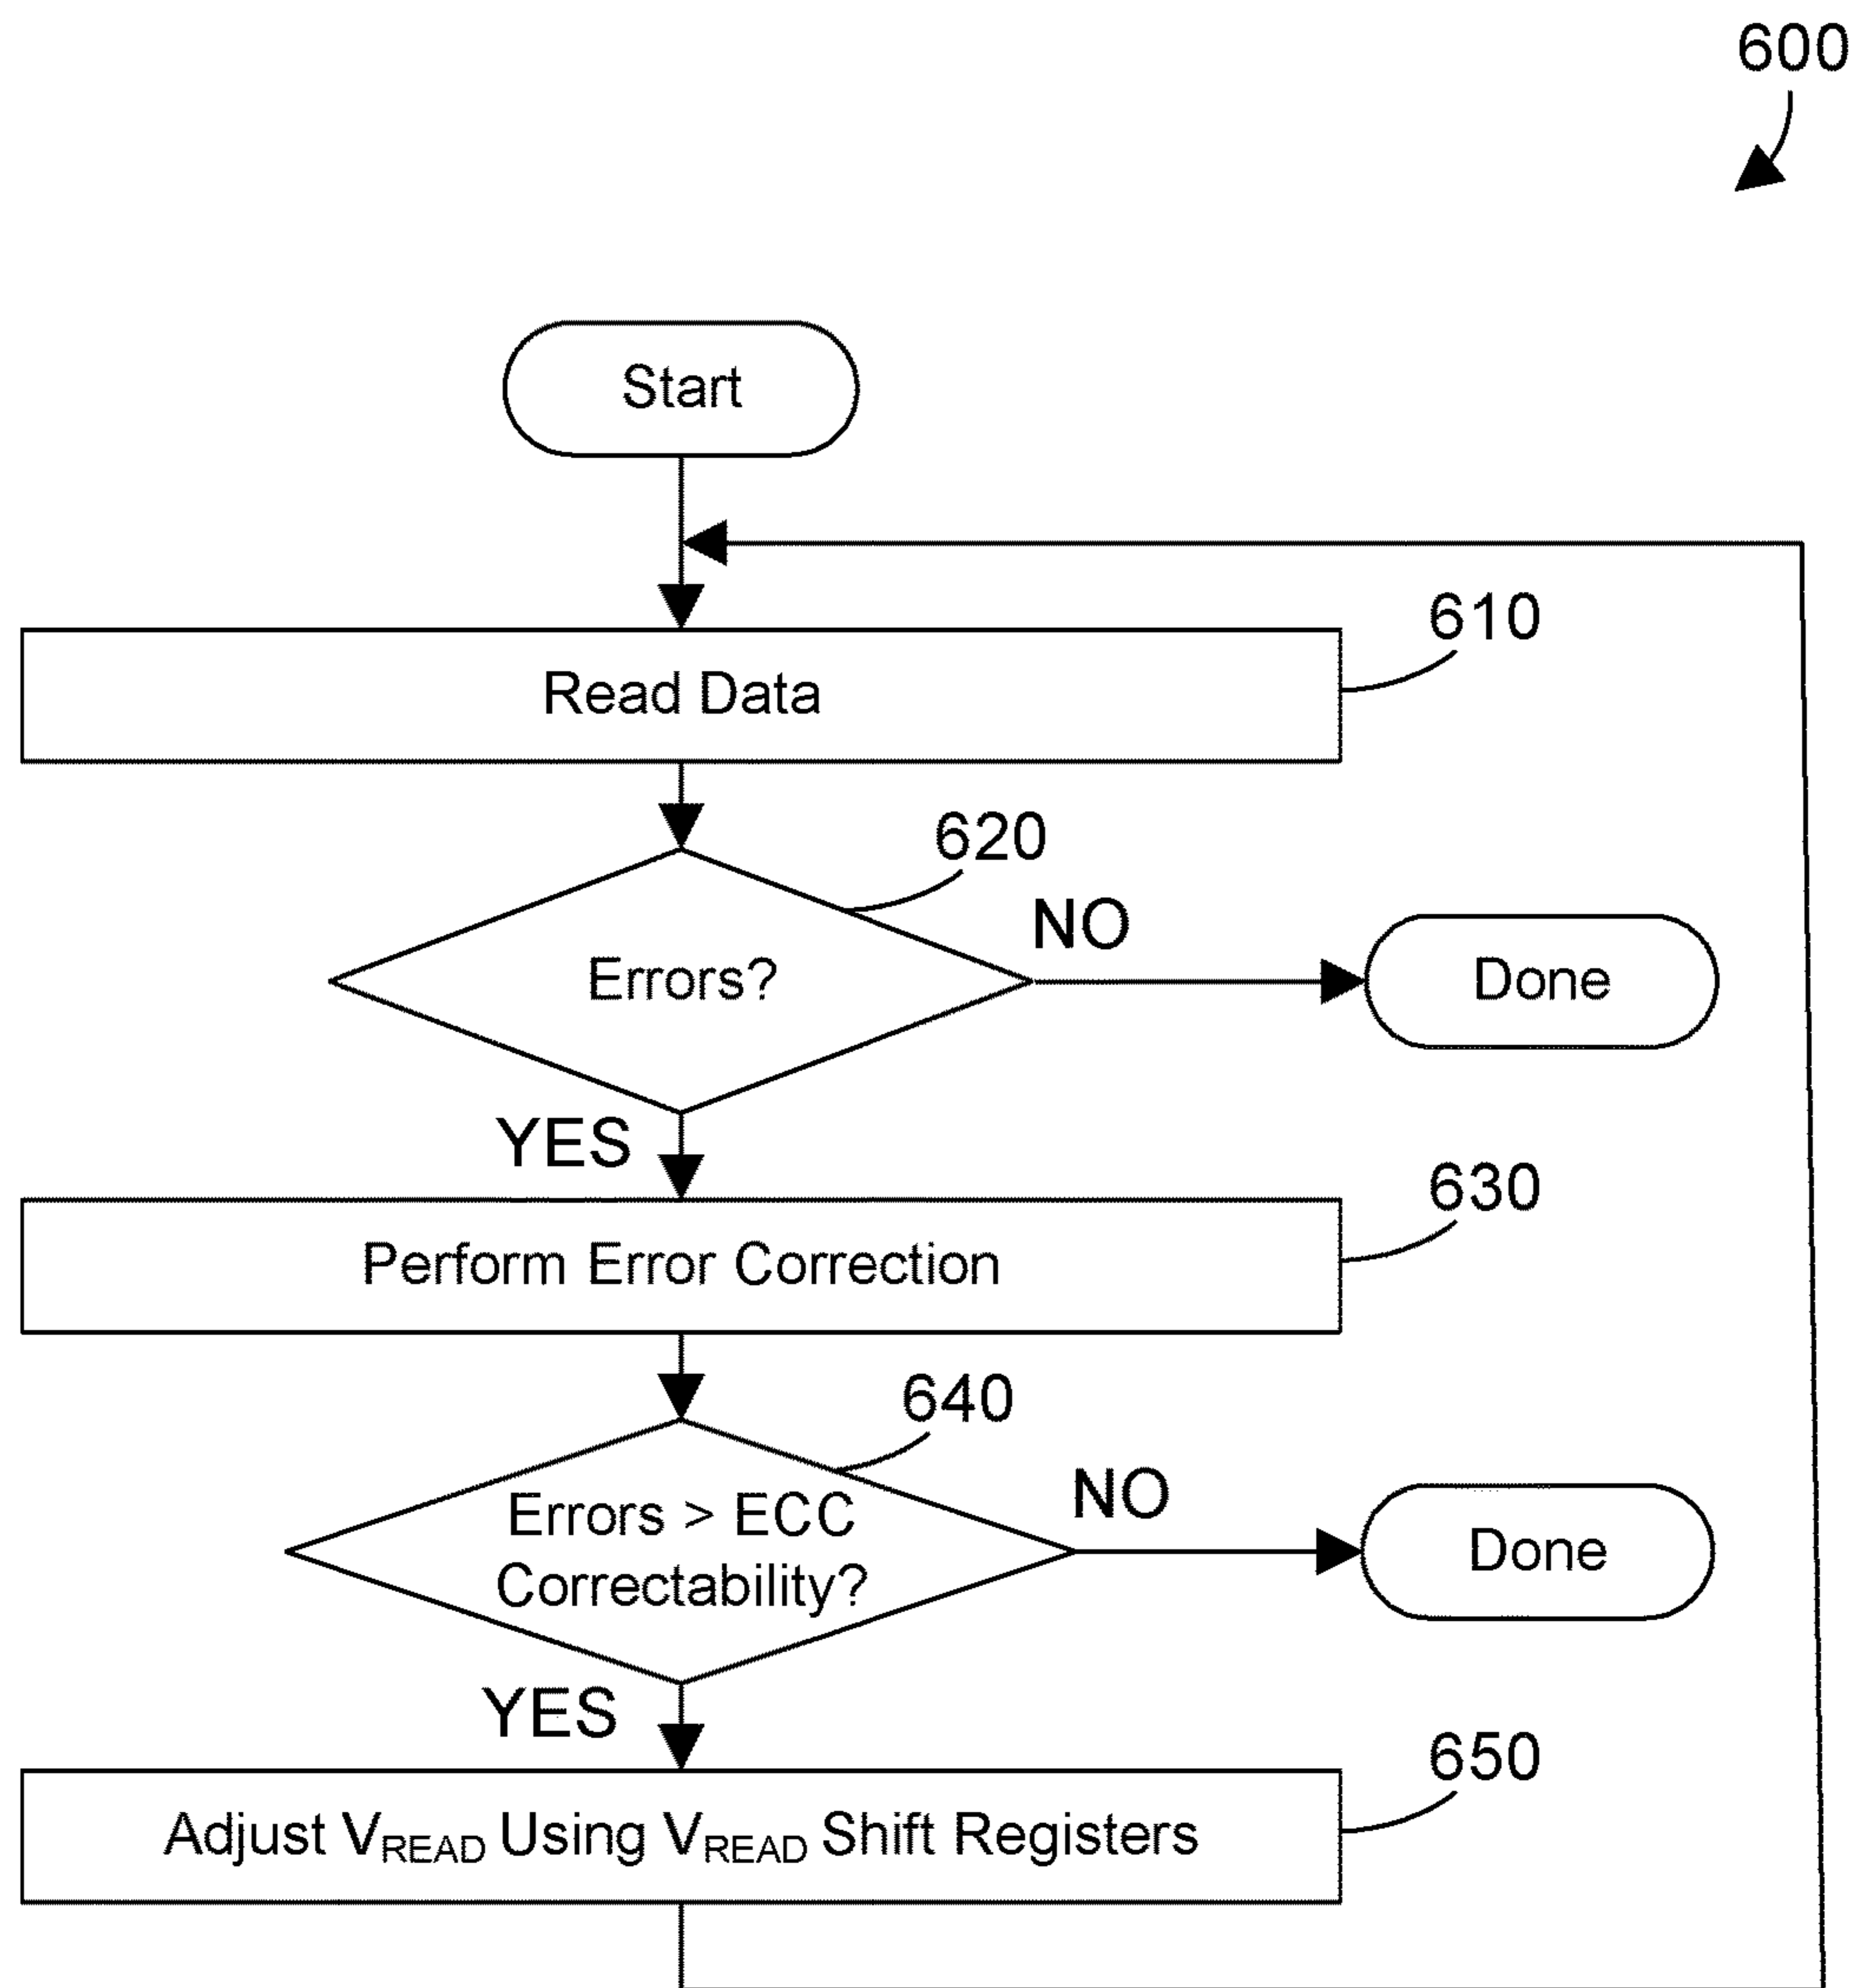 600
Start
610
Read Data
620
NO
Errors?
Done
YES
630
Perform Error Correction
640
NO
Errors > ECC
Correctability?
Done
YES
650
Adjust VREAD Using VREAD Shift Registers